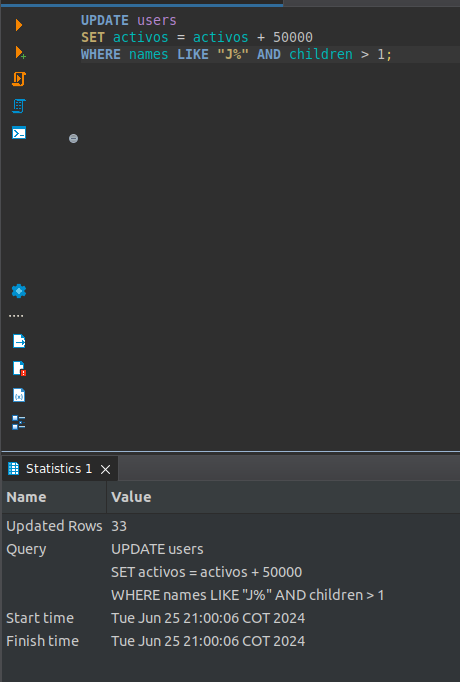 UPDATE users
SET activos = activos + 50000
WHERE names LIKE "J%" AND children > 1;
Statistics 1
Name Value
Updated Rows 33
Query UPDATE users
SET activos = activos + 50000
WHERE names LIKE "J%" AND children > 1
Start time Tue Jun 25 21:00:06 COT 2024
Finish time Tue Jun 25 21:00:06 COT 2024